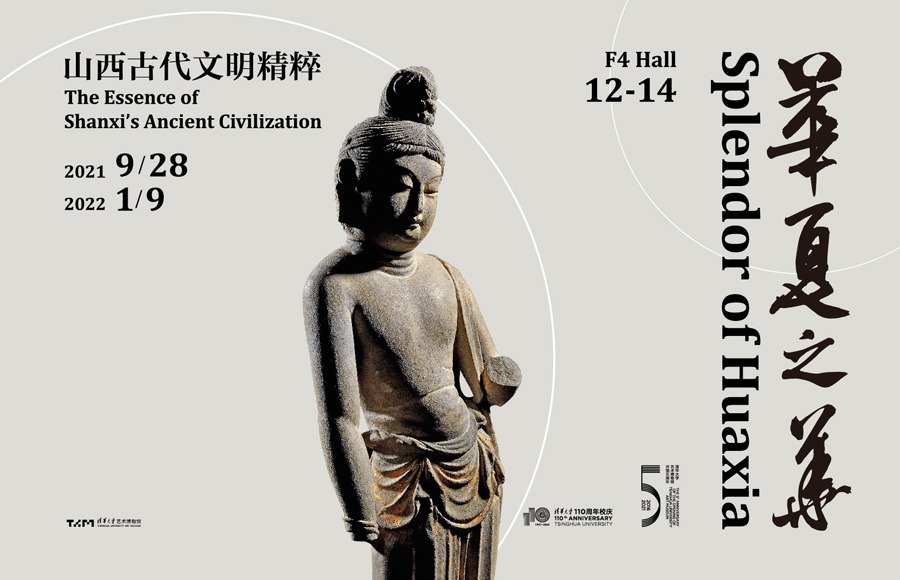 山西古代文明精粹
The Essence of
Shanxi's Ancient Civilization
2021 9/28
2022 1/9
F4 Hall
12-14
Splendor of Huaxia
華夏之華
清华大学艺术博物馆
清华大学 110周年校庆
110th ANNIVERSARY
TSINGHUA UNIVERSITY